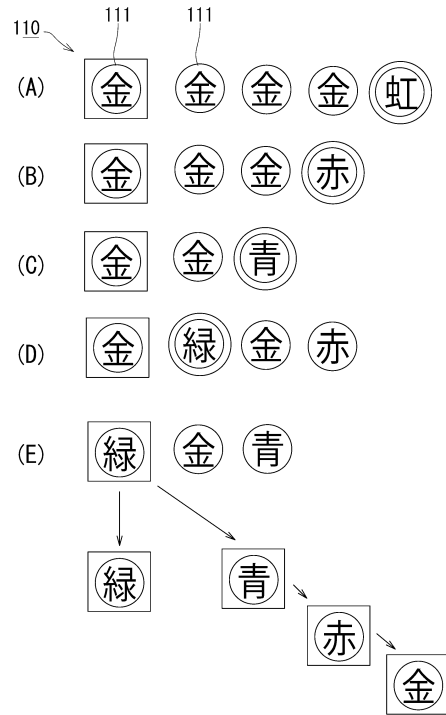 110 111 111
(A) 金 金 金 金 虹
(B) 金 金 金 赤
(C) 金 金 青
(D) 金 緑 金 赤
(E) 緑 金 青
緑 青
赤
金